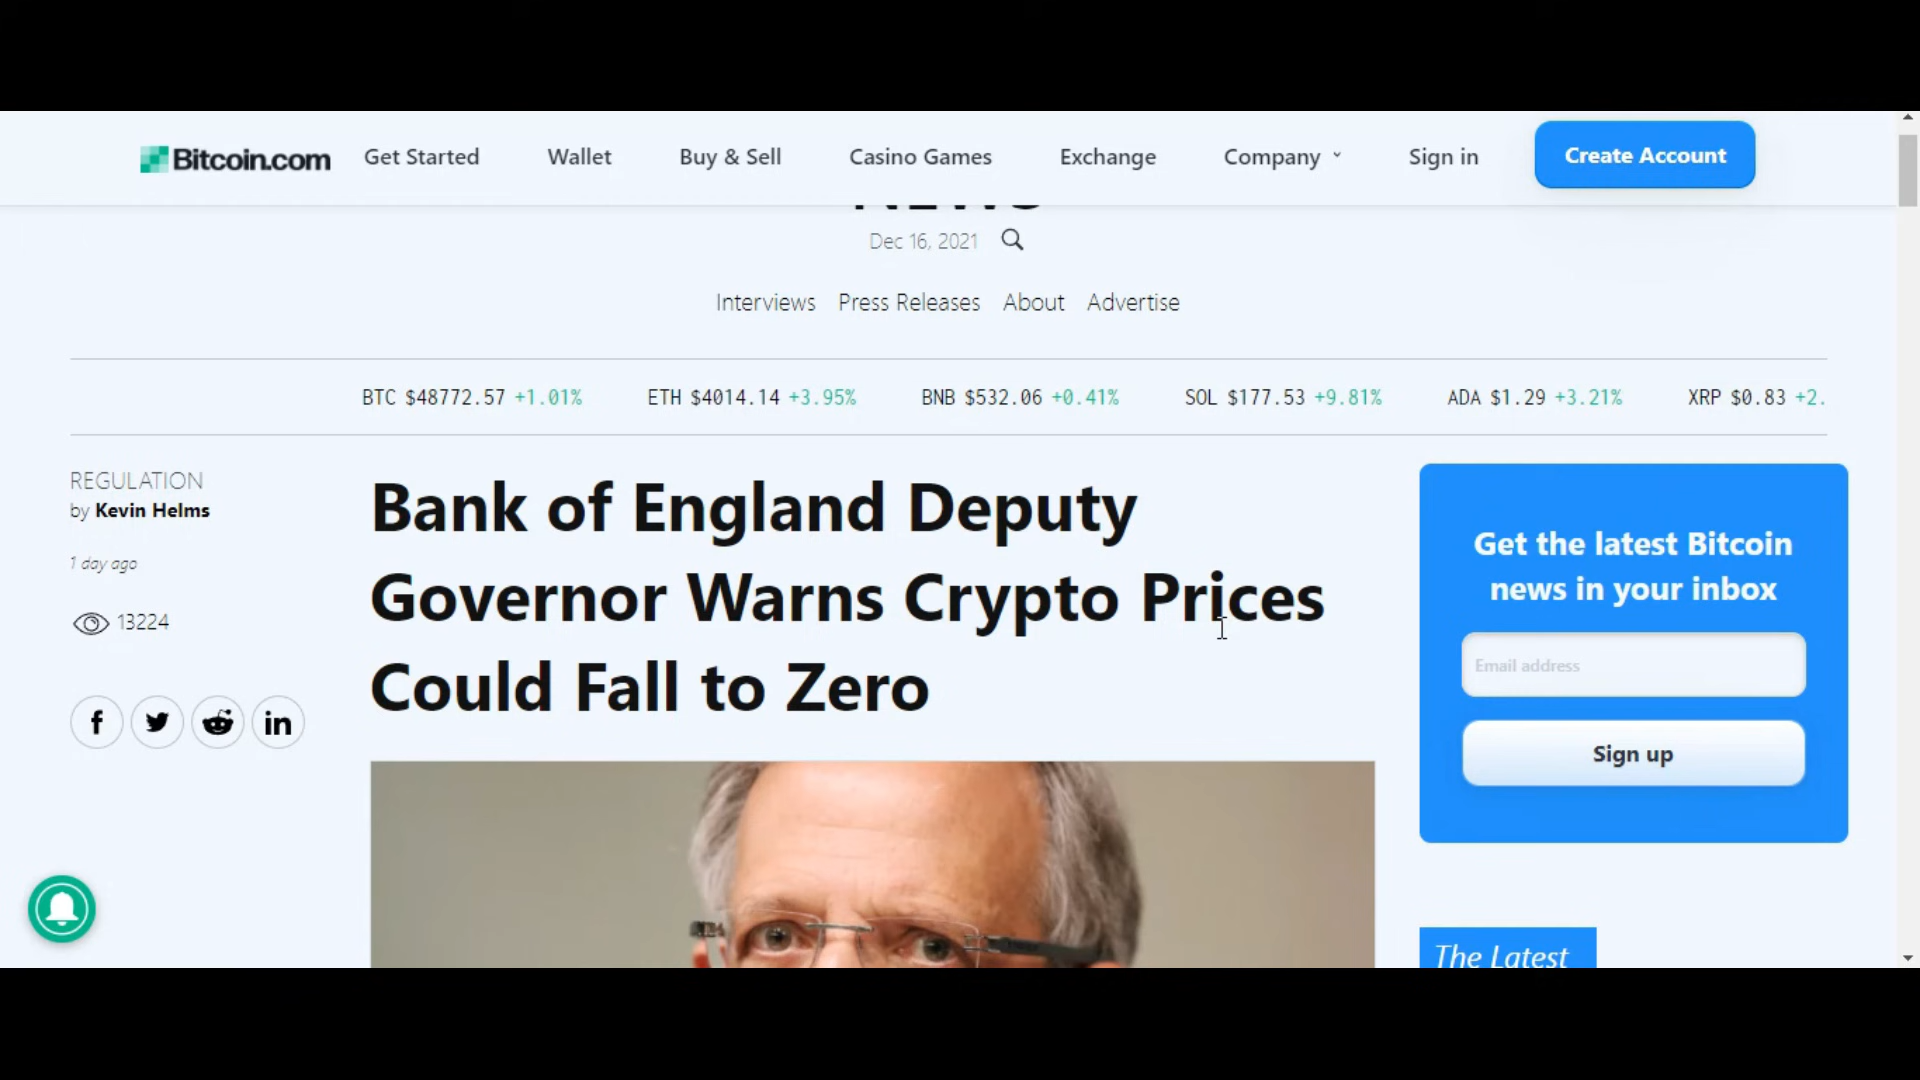 Bitcoin.com Get Started Wallet Buy & Sell Casino Games Exchange Company Sign in Create Account
NEWS
Dec 16, 2021
Interviews Press Releases About Advertise
BTC $48772.57 +1.01% ETH $4014.14 +3.95% BNB $532.06 +0.41% SOL $177.53 +9.81% ADA $1.29 +3.21% XRP $0.83 +2.
REGULATION
by Kevin Helms
1 day ago
13224
Bank of England Deputy
Governor Warns Crypto Prices
Could Fall to Zero
Get the latest Bitcoin
news in your inbox
Email address
Sign up
The Latest